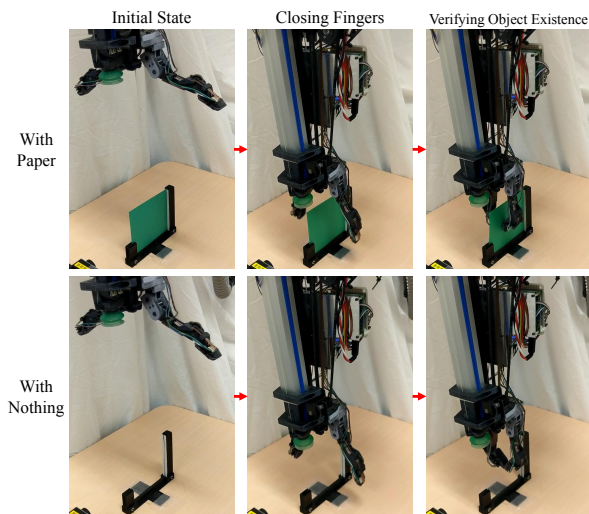 Initial State
Closing Fingers
Verifying Object Existence
With
Paper
With
Nothing